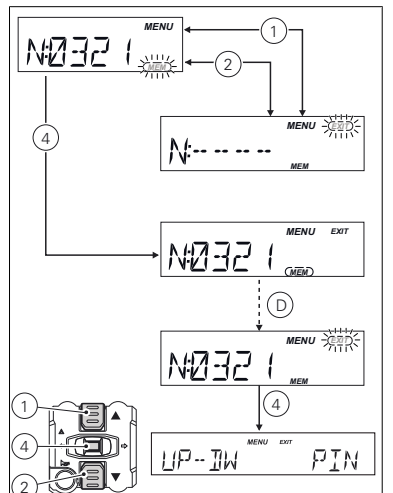 MENU
N:0321
MEM
1
2
MENU EXIT
N:----
MEM
4
MENU EXIT
N:0321
MEM
D
MENU EXIT
N:0321
MEM
4
1
4
2
MENU EXIT
UP--DW PIN